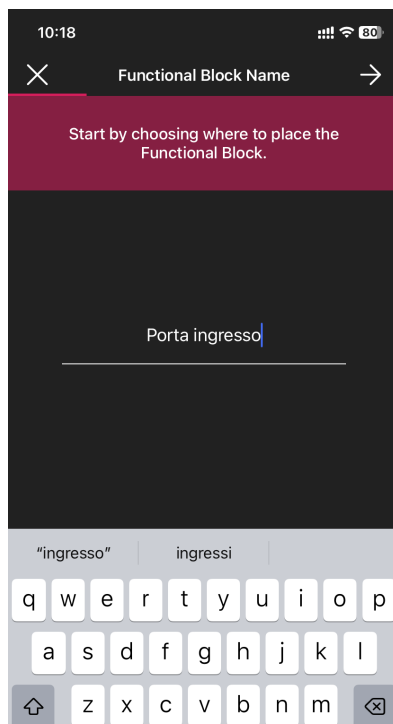 10:18
80
Functional Block Name
Start by choosing where to place the
Functional Block.
Porta ingresso
“ingresso”
ingressi
q w e r t y u i o p
a s d f g h j k l
z x c v b n m